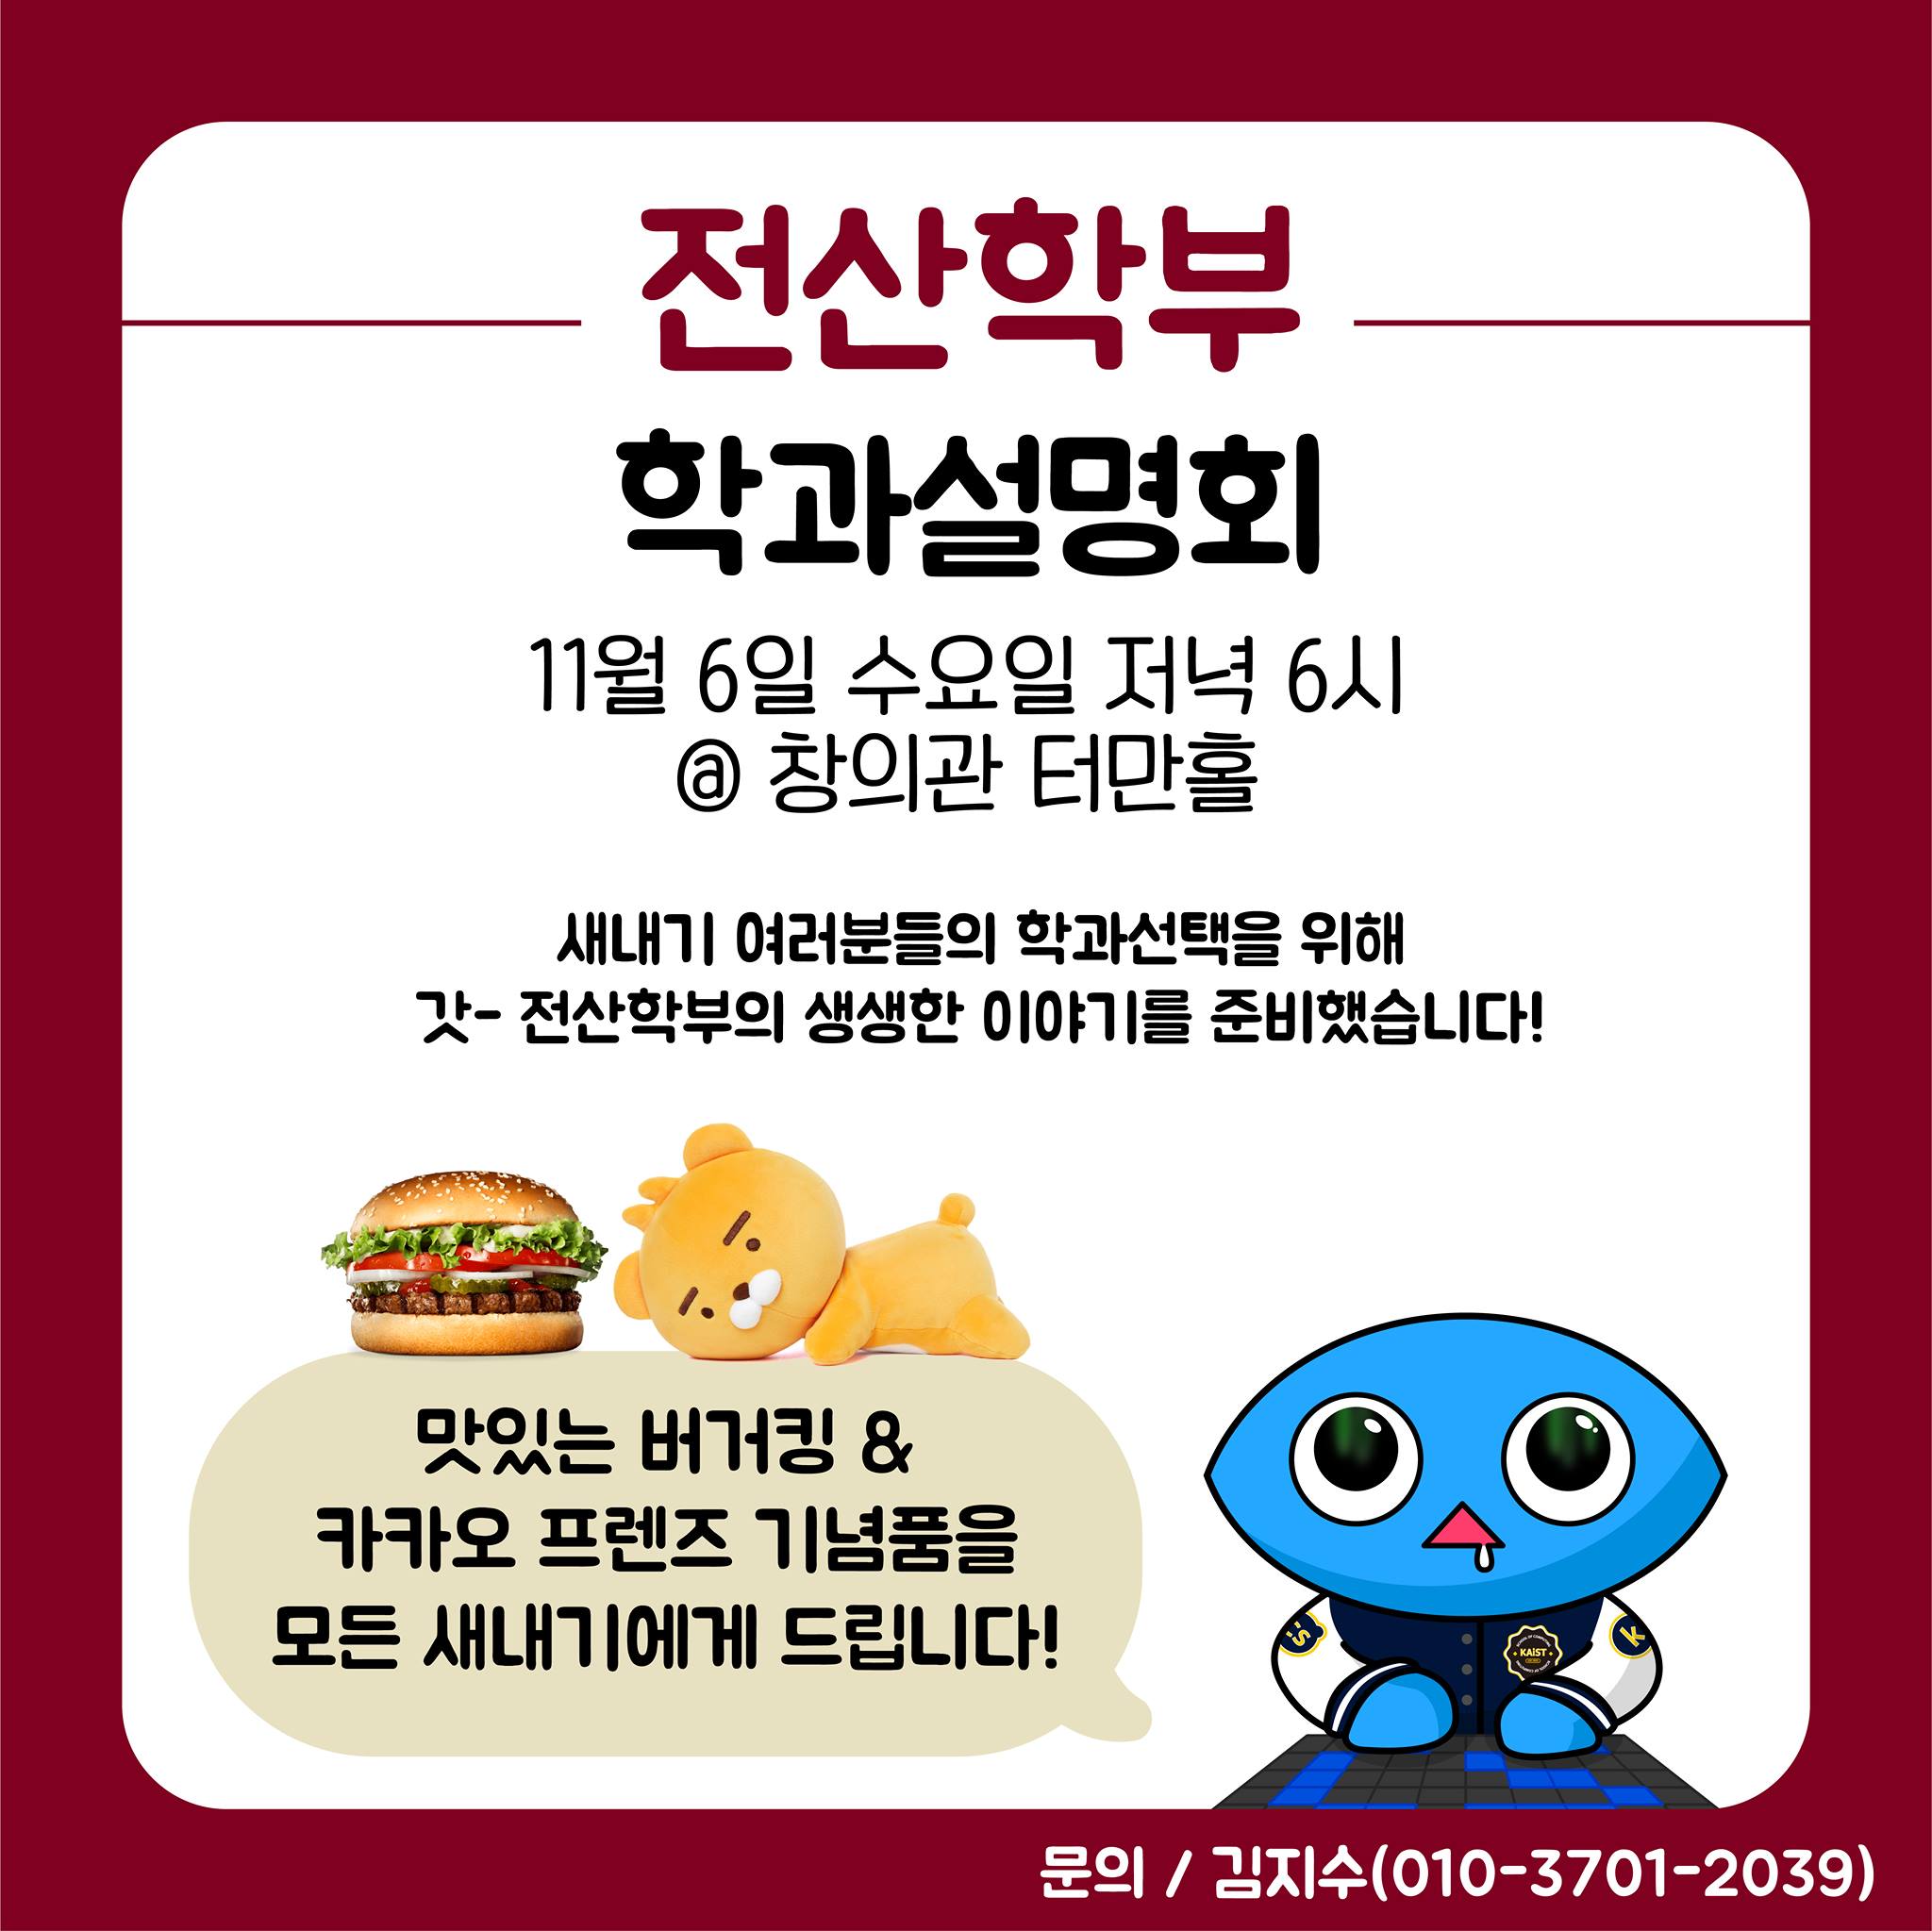 전산학부
학과설명회
11월 6일 수요일 저녁 6시
@ 창의관 터만홀
새내기 여러분들의 학과선택을 위해
갓- 전산학부의 생생한 이야기를 준비했습니다!
맛있는 버거킹 &
카카오 프렌즈 기념품을
모든 새내기에게 드립니다!
's
KAIST
k
문의 / 김지수(010-3701-2039)